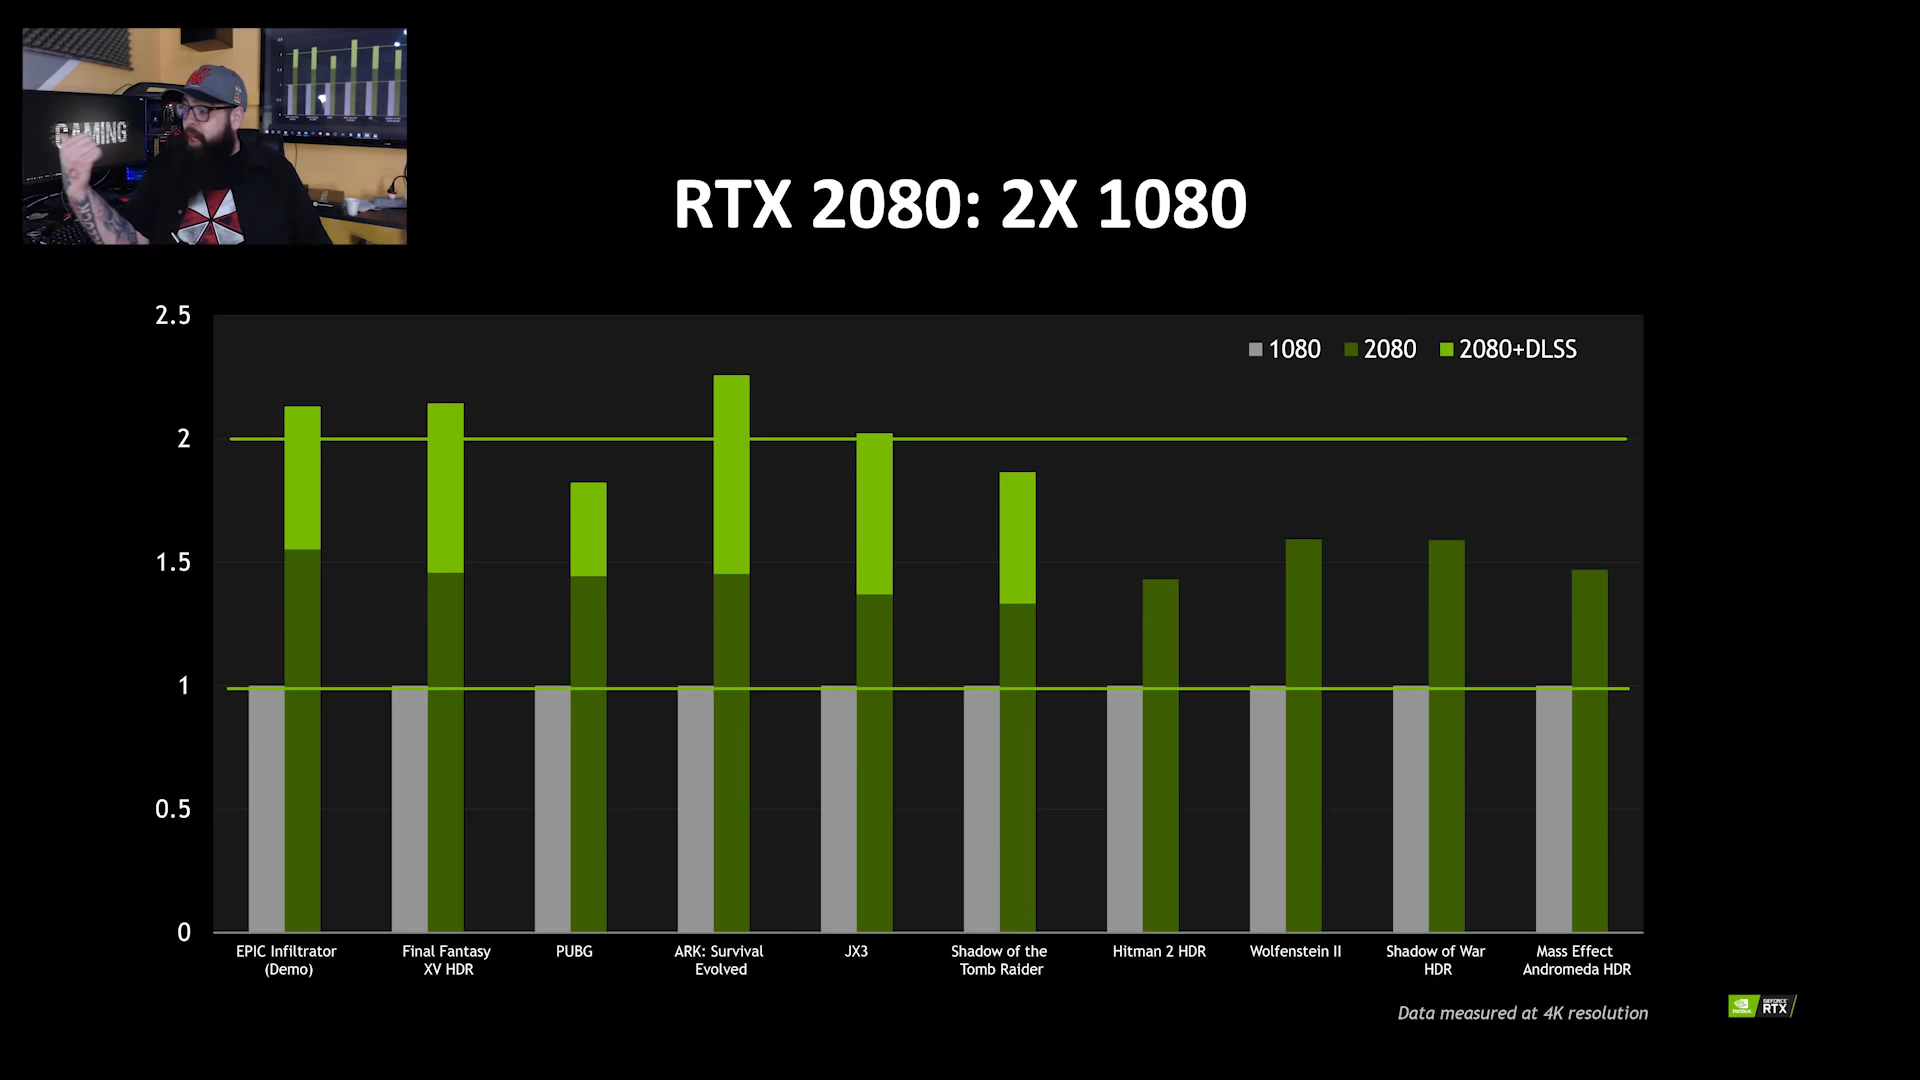 GAMING
RTX 2080: 2X 1080
2.5
1080 2080 2080+DLSS
2
1.5
1
0.5
0
EPIC Infiltrator
(Demo)
Final Fantasy
XV HDR
PUBG
ARK: Survival
Evolved
JX3
Shadow of the
Tomb Raider
Hitman 2 HDR
Wolfenstein II
Shadow of War
HDR
Mass Effect
Andromeda HDR
Data measured at 4K resolution
NVIDIA
GEFORCE
RTX